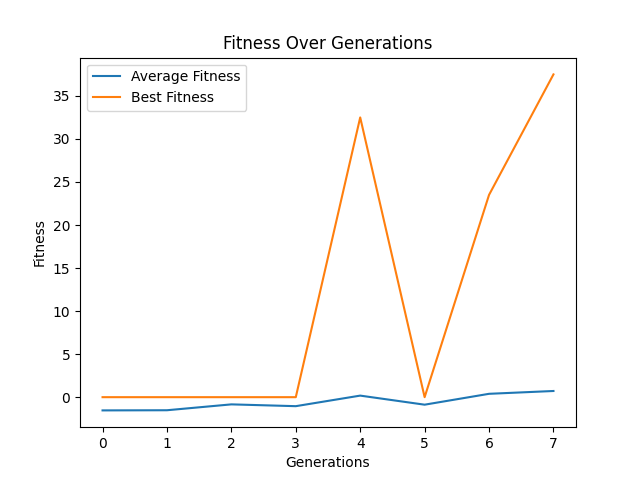 Fitness Over Generations
Average Fitness
Best Fitness
35
30
25
20
15
10
5
0
Fitness
0 1 2 3 4 5 6 7
Generations